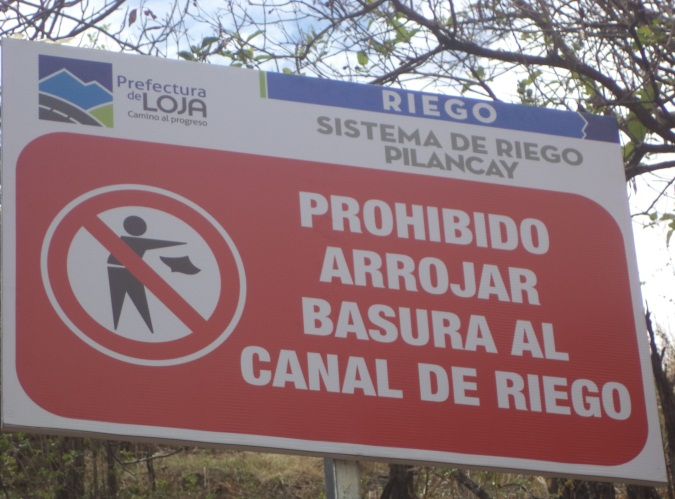 Prefectura
de LOJA
Camino al progreso
RIEGO
SISTEMA DE RIEGO
PILANCAY
PROHIBIDO
ARROJAR
BASURA AL
CANAL DE RIEGO